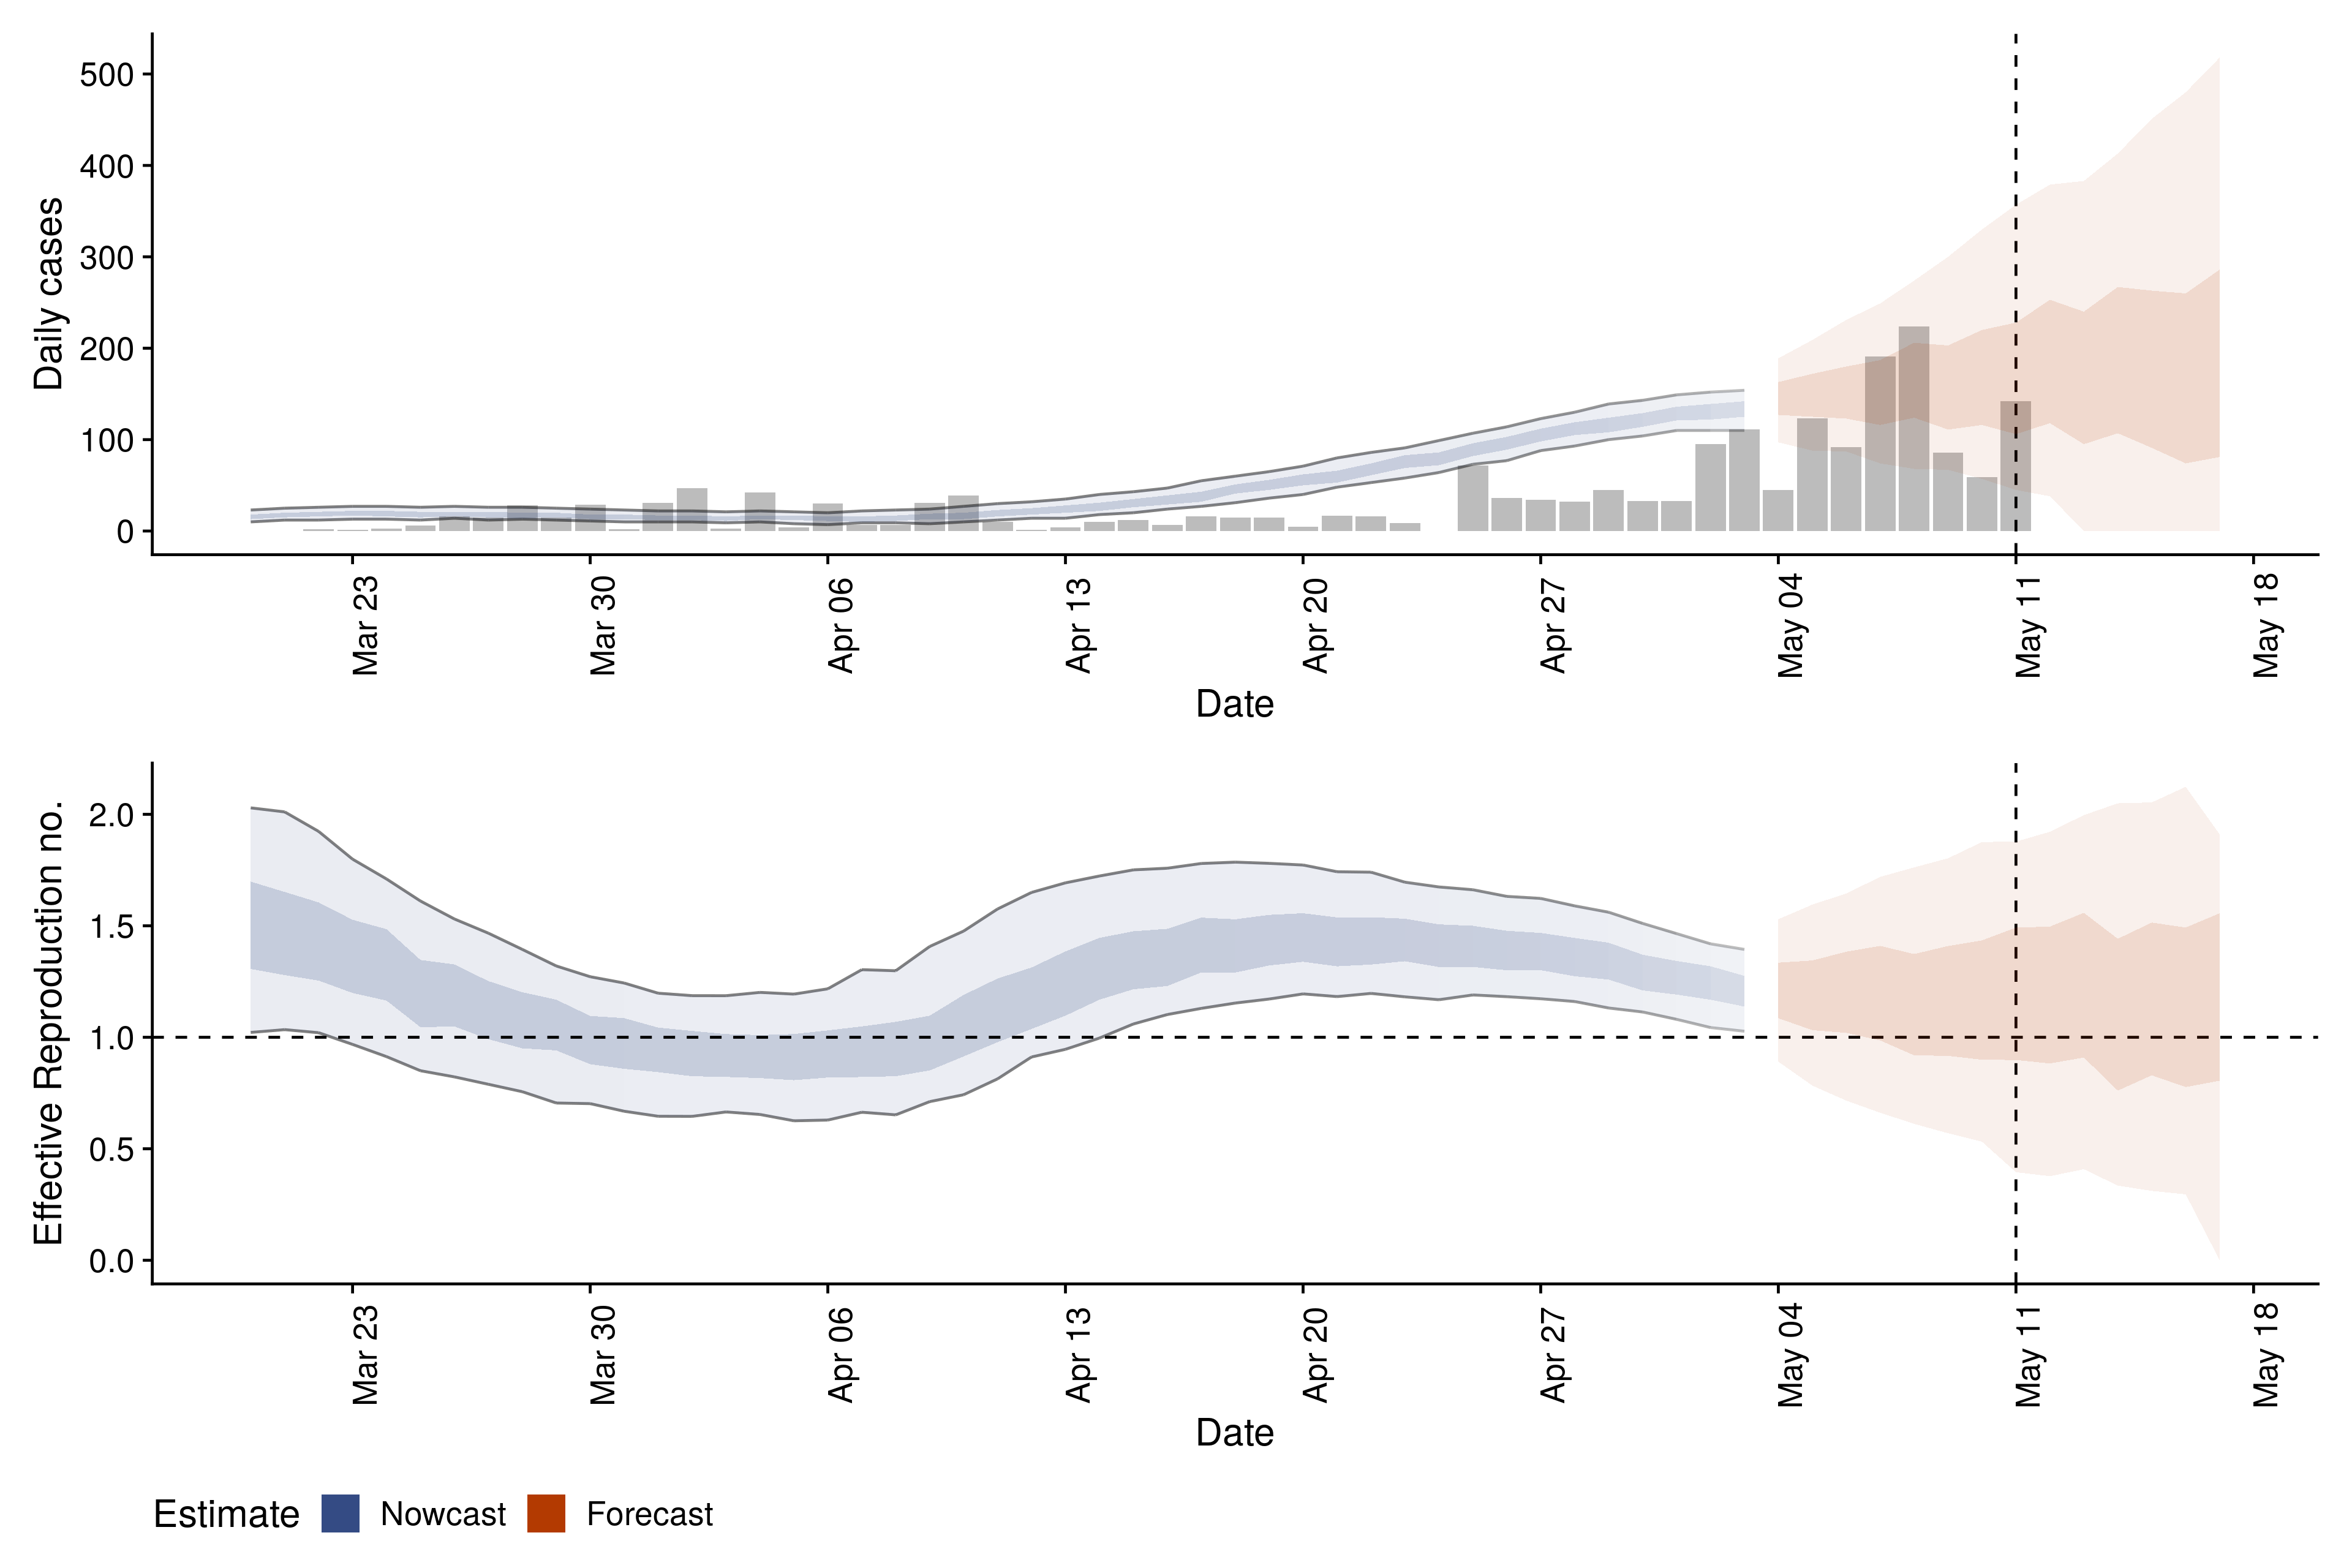 Daily cases
500
400
300
200
100
0
Mar 23
Mar 30
Apr 06
Apr 13
Apr 20
Apr 27
May 04
May 11
May 18
Date
Effective Reproduction no.
2.0
1.5
1.0
0.5
0.0
Mar 23
Mar 30
Apr 06
Apr 13
Apr 20
Apr 27
May 04
May 11
May 18
Date
Estimate Nowcast Forecast